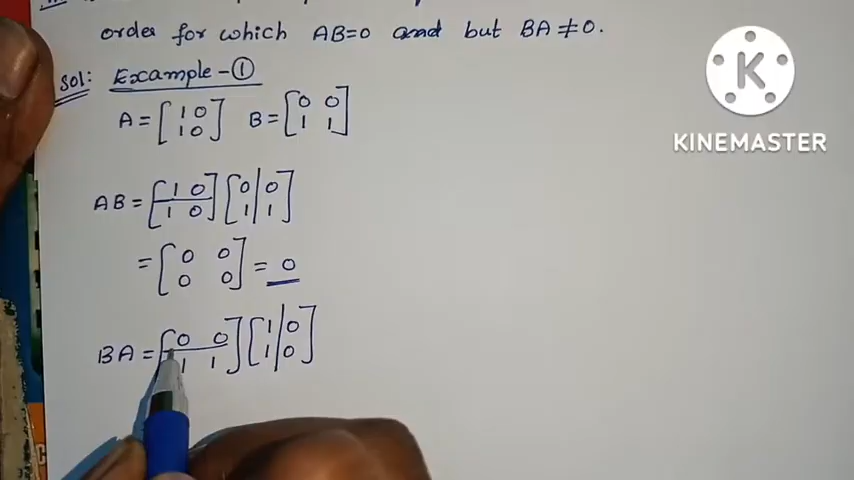 order for which AB=0 and but BA≠0.
Sol: Example-①
A = [1 0 B = [0 0
1 0] 1 1]
AB = [1 0 [0 0
1 0] 1 1]
= [0 0 = 0
0 0]
BA = [0 0 [1 0
1 1] 1 0]
KINEMASTER